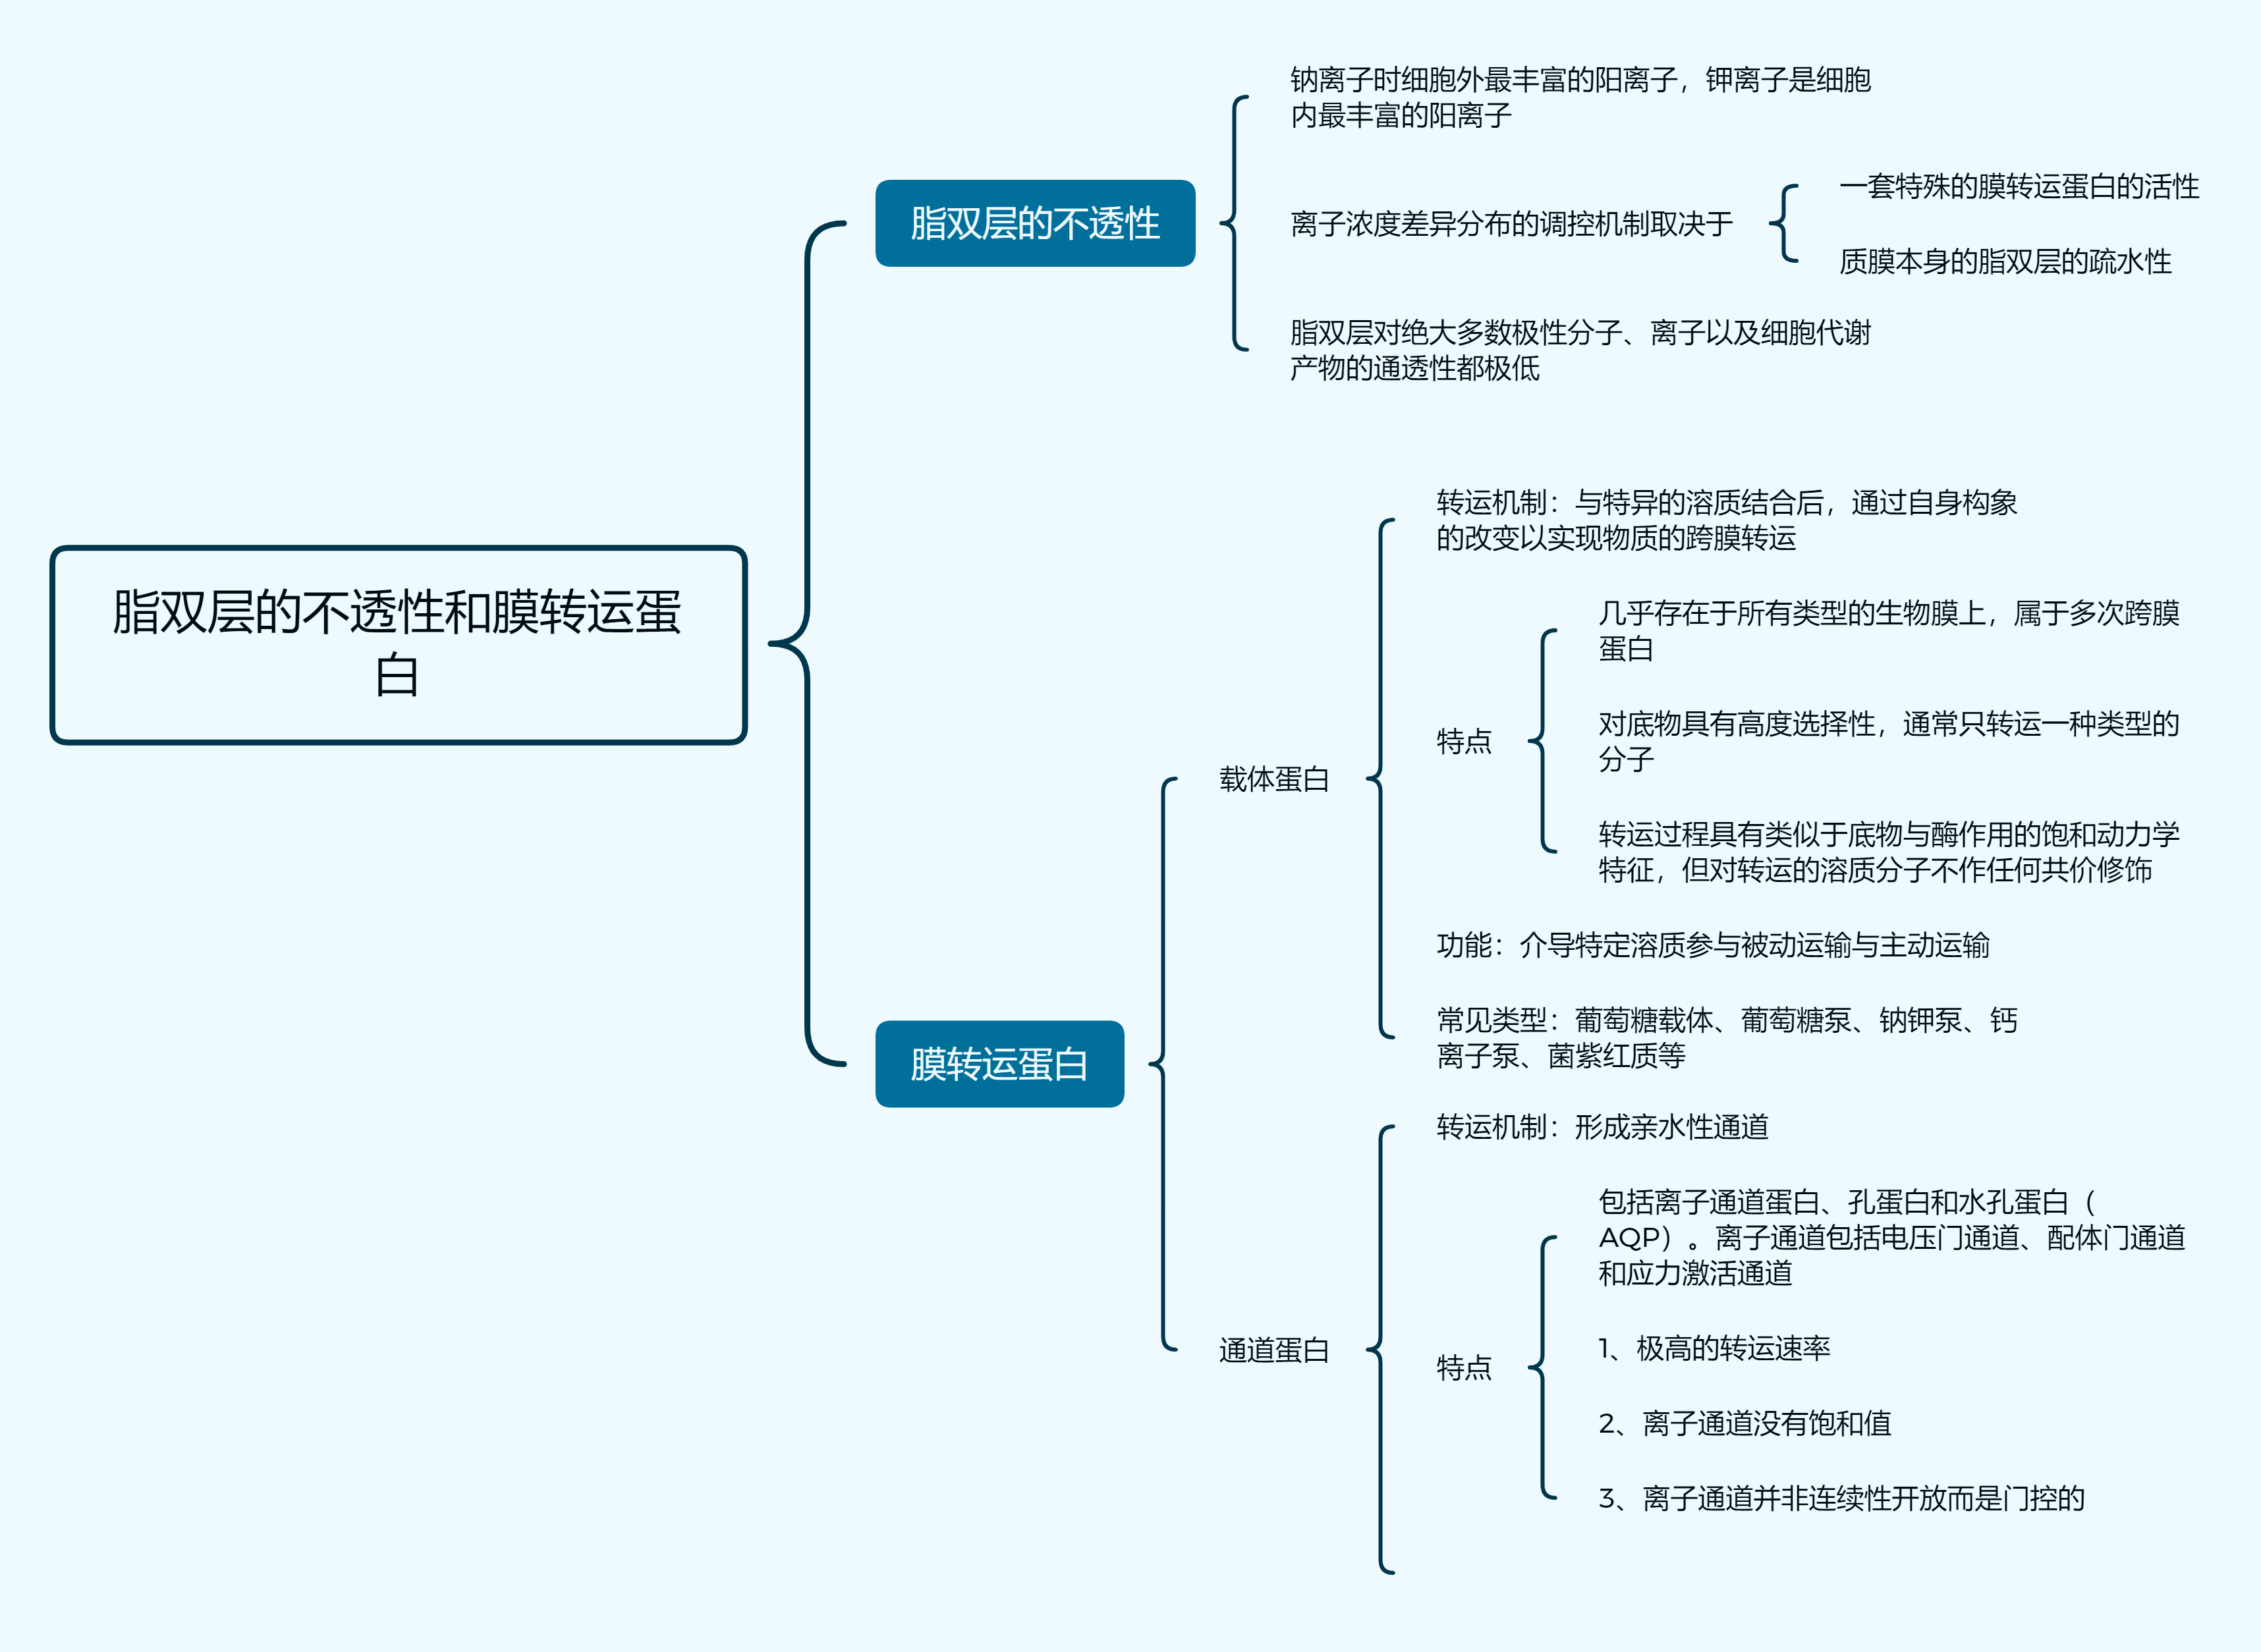 脂双层的不透性和膜转运蛋
白
脂双层的不透性
钠离子时细胞外最丰富的阳离子，钾离子是细胞
内最丰富的阳离子
离子浓度差异分布的调控机制取决于
一套特殊的膜转运蛋白的活性
质膜本身的脂双层的疏水性
脂双层对绝大多数极性分子、离子以及细胞代谢
产物的通透性都极低
膜转运蛋白
载体蛋白
转运机制：与特异的溶质结合后，通过自身构象
的改变以实现物质的跨膜转运
特点
几乎存在于所有类型的生物膜上，属于多次跨膜
蛋白
对底物具有高度选择性，通常只转运一种类型的
分子
转运过程具有类似于底物与酶作用的饱和动力学
特征，但对转运的溶质分子不作任何共价修饰
功能：介导特定溶质参与被动运输与主动运输
常见类型：葡萄糖载体、葡萄糖泵、钠钾泵、钙
离子泵、菌紫红质等
通道蛋白
转运机制：形成亲水性通道
特点
包括离子通道蛋白、孔蛋白和水孔蛋白（
AQP）。离子通道包括电压门通道、配体门通道
和应力激活通道
1、极高的转运速率
2、离子通道没有饱和值
3、离子通道并非连续性开放而是门控的